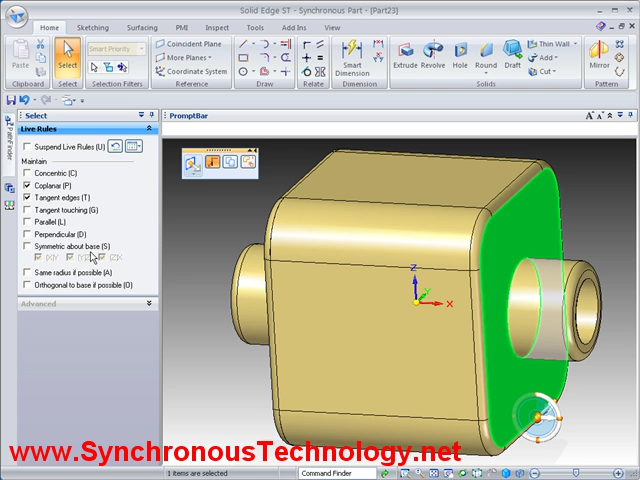 Solid Edge ST - Synchronous Part - [Part23]
Home Sketching Surfacing PMI Inspect Tools View
Paste
Select
Smart Priority
Coincident Plane
More Planes
Coordinate System
Smart Dimension
Extrude Revolve Hole Round Draft
Thin Wall
Add
Cut
Mirror
Clipboard Select Selection Filters Reference Draw Relate Dimension Solids Pattern
PathFinder
Select
PromptBar
Live Rules
Suspend Live Rules (U)
Maintain
Concentric (C)
Coplanar (P)
Tangent edges (T)
Tangent touching (G)
Parallel (L)
Perpendicular (D)
Symmetric about base (S)
(X)Y (Y)Z (Z)X
Same radius if possible (A)
Orthogonal to base if possible (O)
Advanced
Z
Y
X
www.SynchronousTechnology.net
1 items are selected
Command Finder